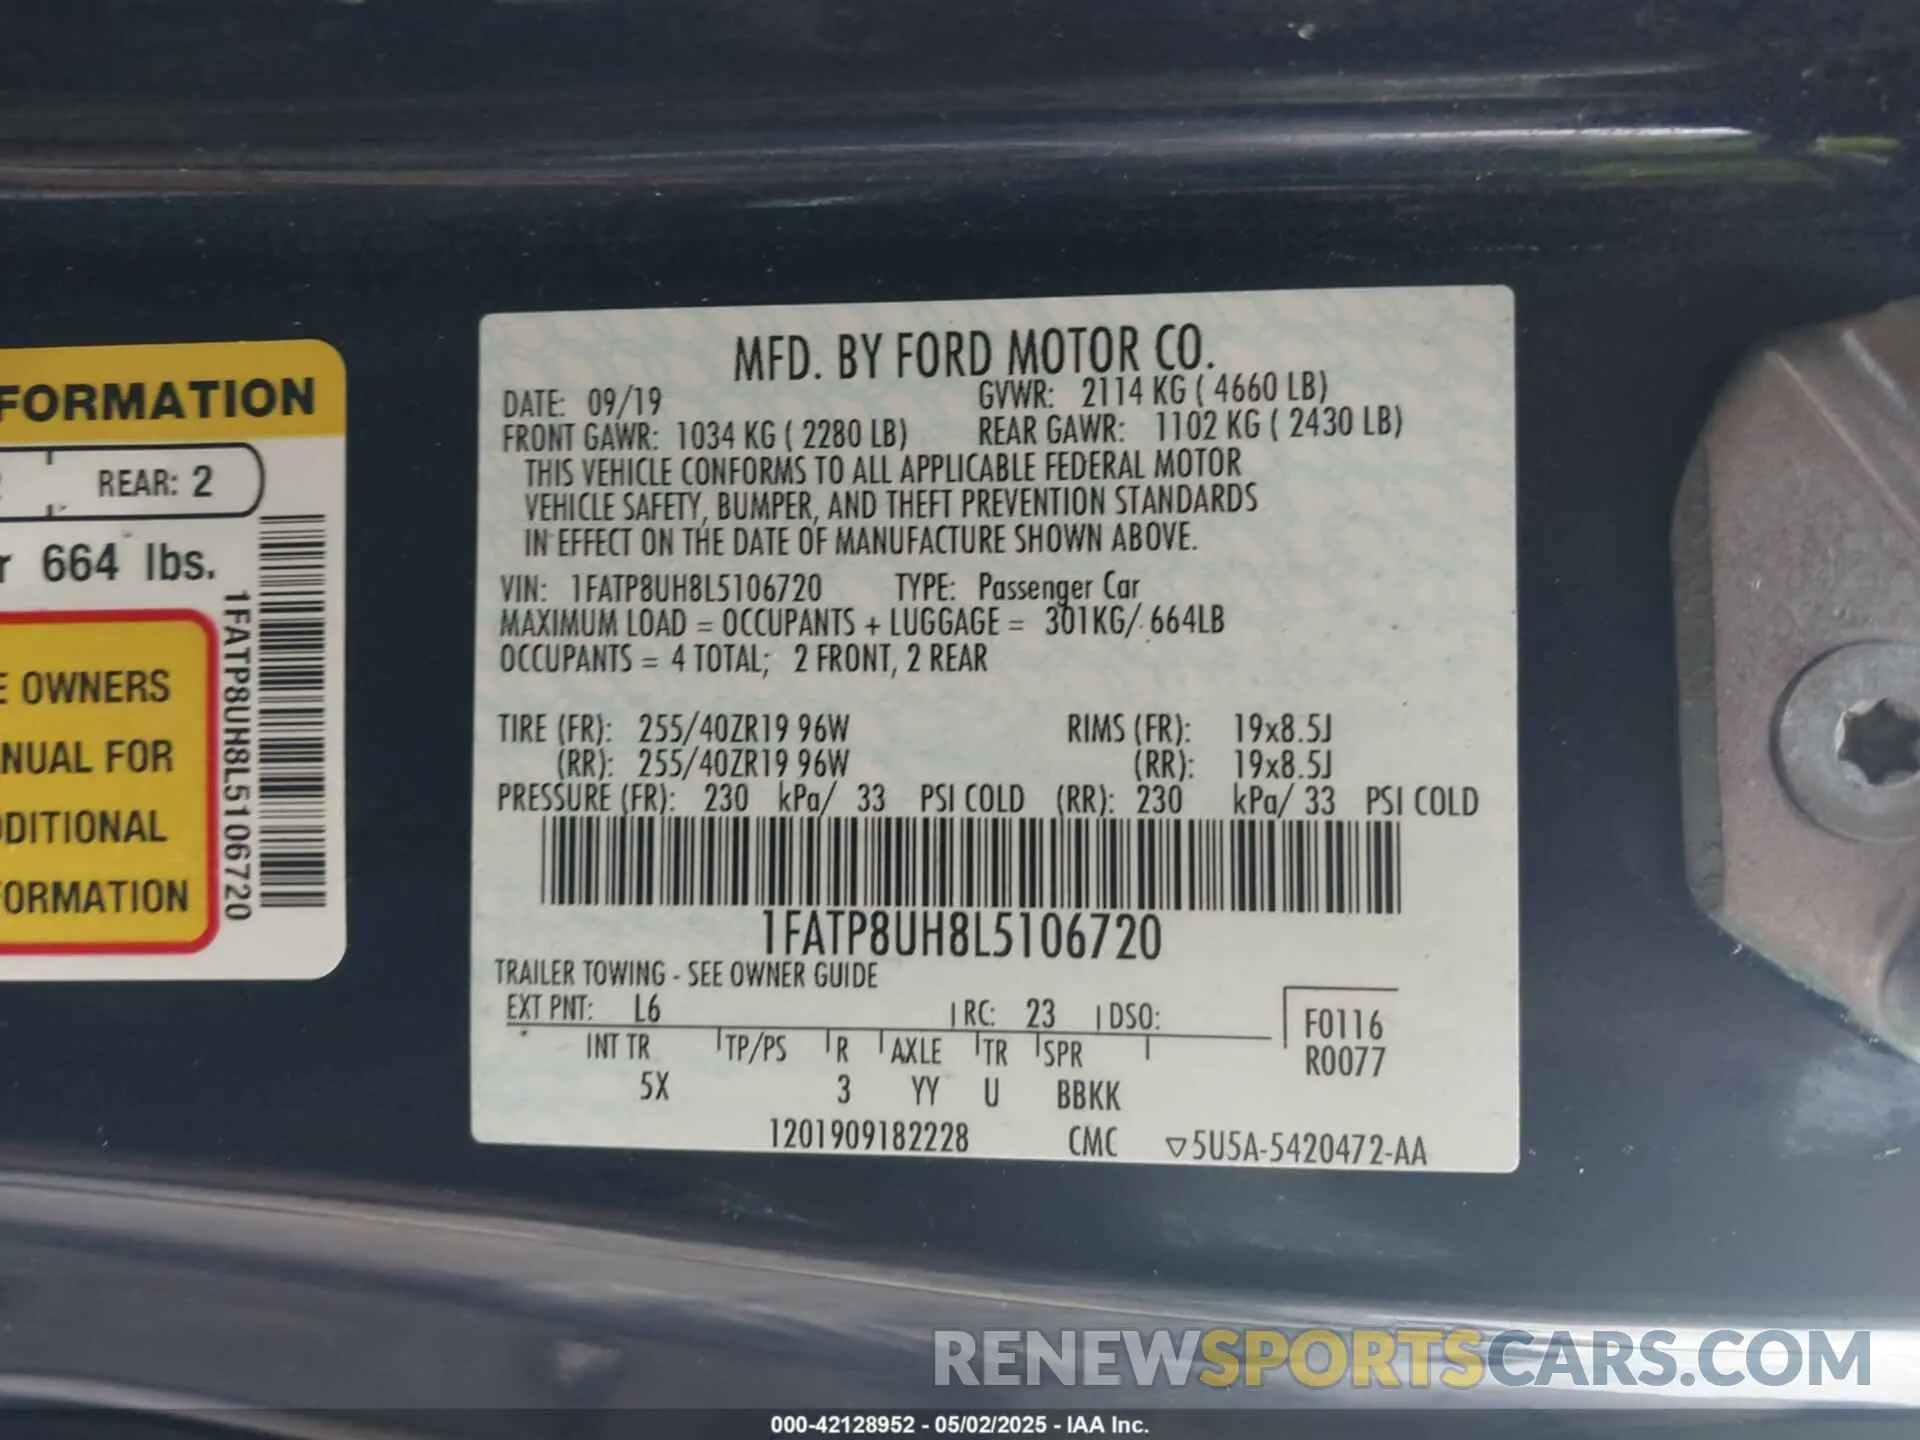 FORMATION
REAR: 2
r 664 lbs.
E OWNERS
NUAL FOR
DITIONAL
FORMATION
1FATP8UH8L5106720
MFD. BY FORD MOTOR CO.
DATE: 09/19 GVWR: 2114 KG ( 4660 LB)
FRONT GAWR: 1034 KG ( 2280 LB) REAR GAWR: 1102 KG ( 2430 LB)
THIS VEHICLE CONFORMS TO ALL APPLICABLE FEDERAL MOTOR
VEHICLE SAFETY, BUMPER, AND THEFT PREVENTION STANDARDS
IN EFFECT ON THE DATE OF MANUFACTURE SHOWN ABOVE.
VIN: 1FATP8UH8L5106720 TYPE: Passenger Car
MAXIMUM LOAD = OCCUPANTS + LUGGAGE = 301KG/ 664LB
OCCUPANTS = 4 TOTAL; 2 FRONT, 2 REAR
TIRE (FR): 255/40ZR19 96W RIMS (FR): 19x8.5J
(RR): 255/40ZR19 96W (RR): 19x8.5J
PRESSURE (FR): 230 kPa/ 33 PSI COLD (RR): 230 kPa/ 33 PSI COLD
1FATP8UH8L5106720
TRAILER TOWING - SEE OWNER GUIDE
EXT PNT: L6 RC: 23 DSO:
F0116
R0077
INT TR TP/PS R AXLE TR SPR
5X 3 YY U BBKK
1201909182228 CMC ▽5U5A-5420472-AA
RENEWSPORTSCARS.COM
000-42128952 - 05/02/2025 - IAA Inc.